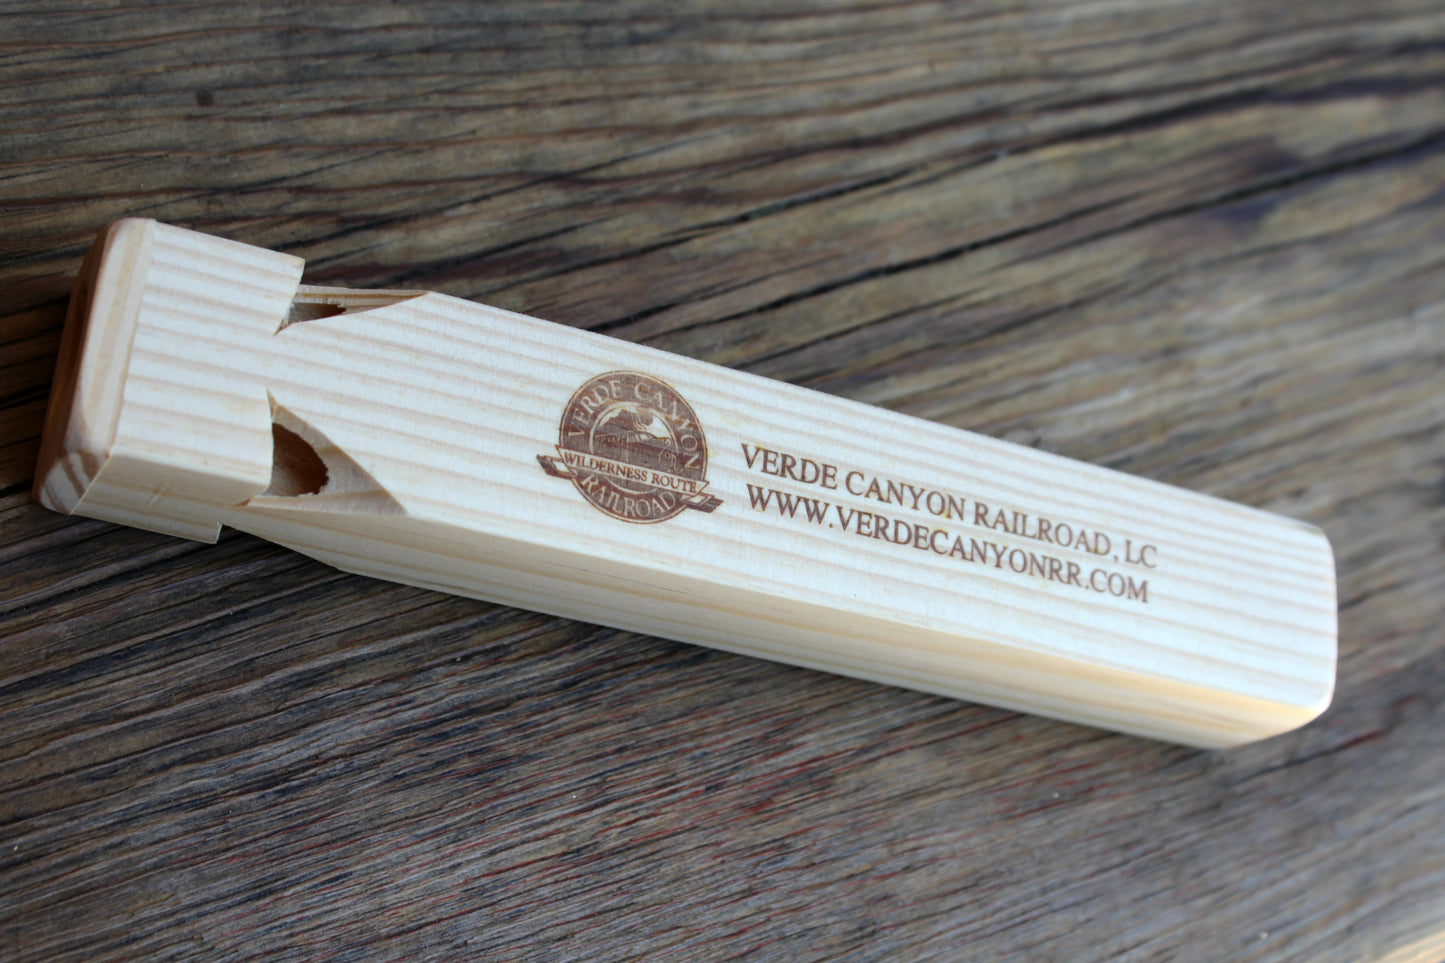 VERDE CANYON
WILDERNESS ROUTE
RAILROAD
VERDE CANYON RAILROAD, LC
WWW.VERDECANYONRR.COM